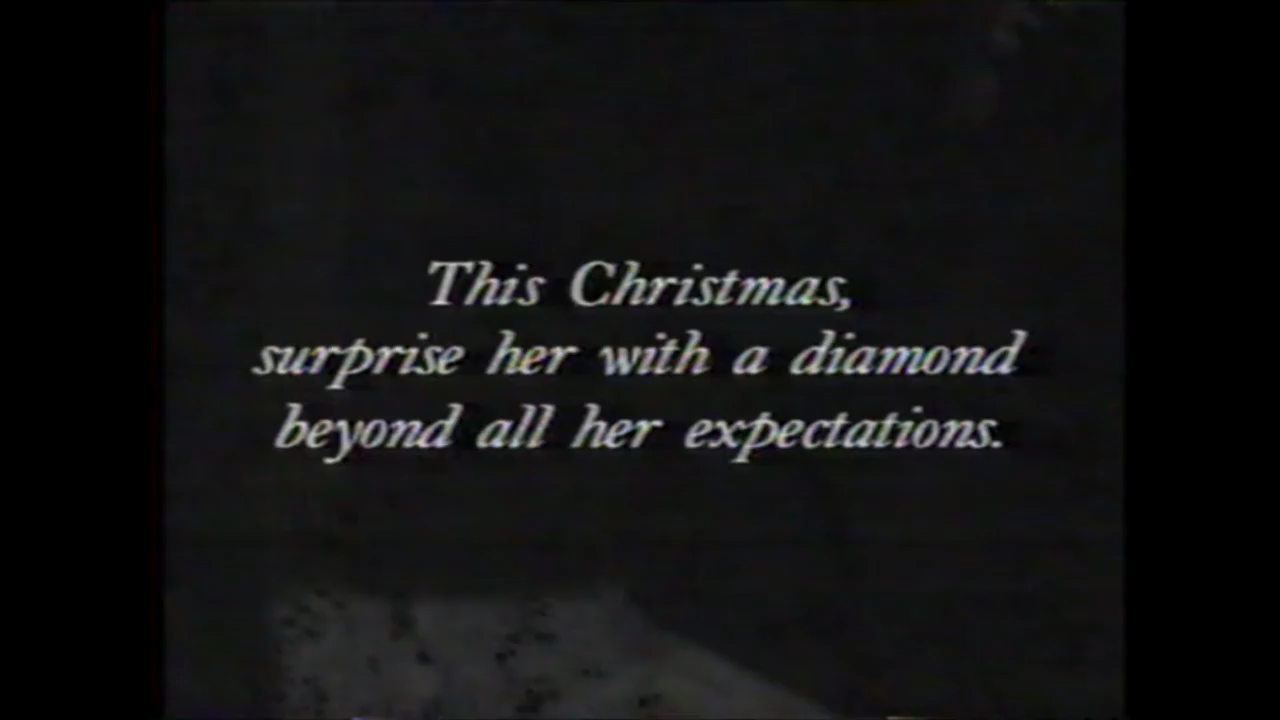 This Christmas,
surprise her with a diamond
beyond all her expectations.